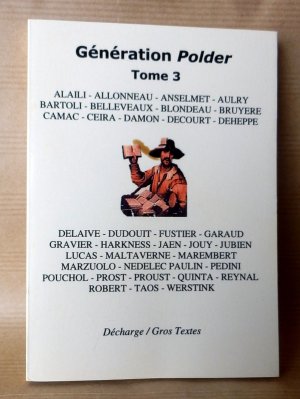 Génération Polder
Tome 3
ALAILI - ALLONNEAU - ANSELMET - AULRY
BARTOLI - BELLEVEAUX - BLONDEAU - BRUYERE
CAMAC - CEIRA - DAMON - DECOURT - DEHEPPE
DELAIVE - DUDOUIT - FUSTIER - GARAUD
GRAVIER - HARKNESS - JAEN - JOUY - JUBIEN
LUCAS - MALTAVERNE - MAREMBERT
MARZUOLO - NEDELEC PAULIN - PEDINI
POUCHOL - PROST - PROUST - QUINTA - REYNAL
ROBERT - TAOS - WERSTINK
Décharge / Gros Textes